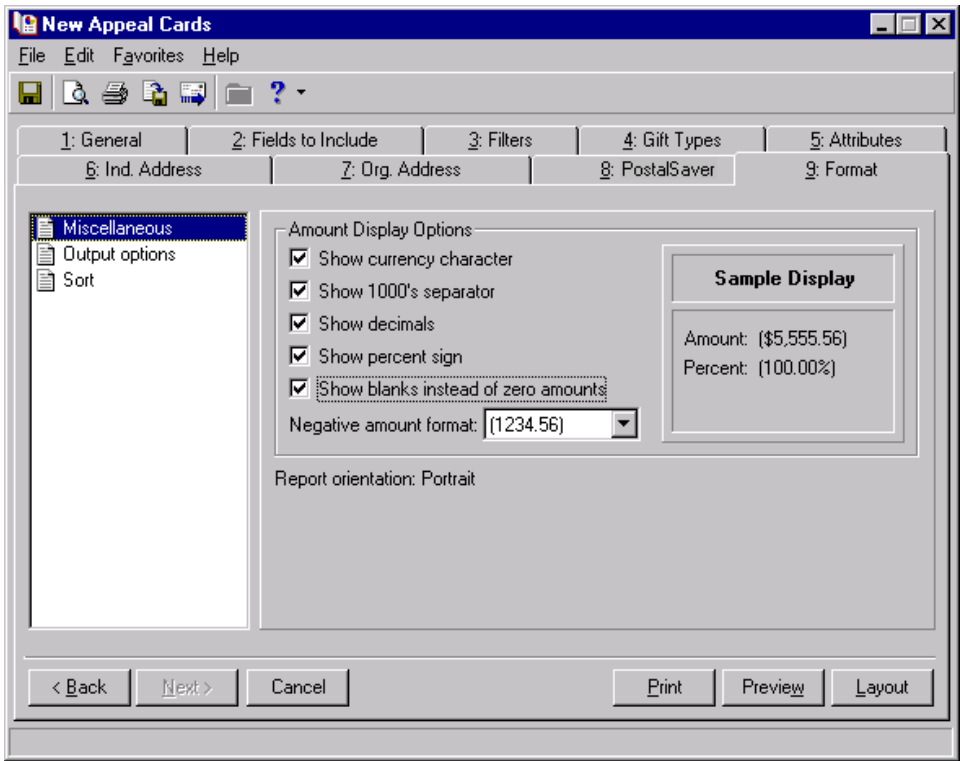 New Appeal Cards
File Edit Favorites Help
?
1: General 2: Fields to Include 3: Filters 4: Gift Types 5: Attributes
6: Ind. Address 7: Org. Address 8: PostalSaver 9: Format
Miscellaneous
Output options
Sort
Amount Display Options
Show currency character
Show 1000's separator
Show decimals
Show percent sign
Show blanks instead of zero amounts
Negative amount format: (1234.56)
Sample Display
Amount: ($5,555.56)
Percent: (100.00%)
Report orientation: Portrait
< Back Next > Cancel Print Preview Layout